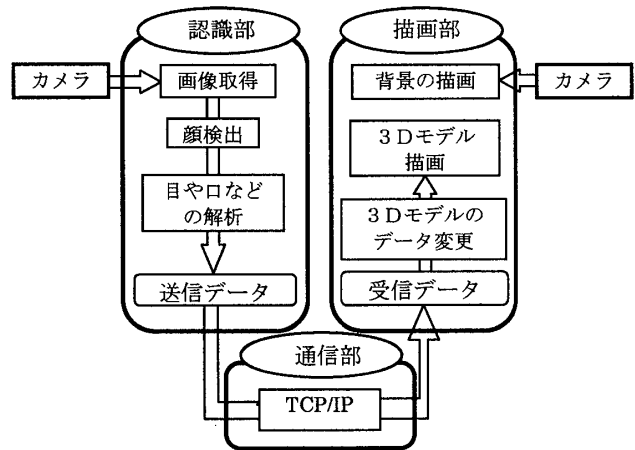 認識部
描画部
カメラ
画像取得
背景の描画
カメラ
顔検出
3Dモデル
描画
目や口など
の解析
3Dモデルの
データ変更
送信データ
受信データ
通信部
TCP/IP